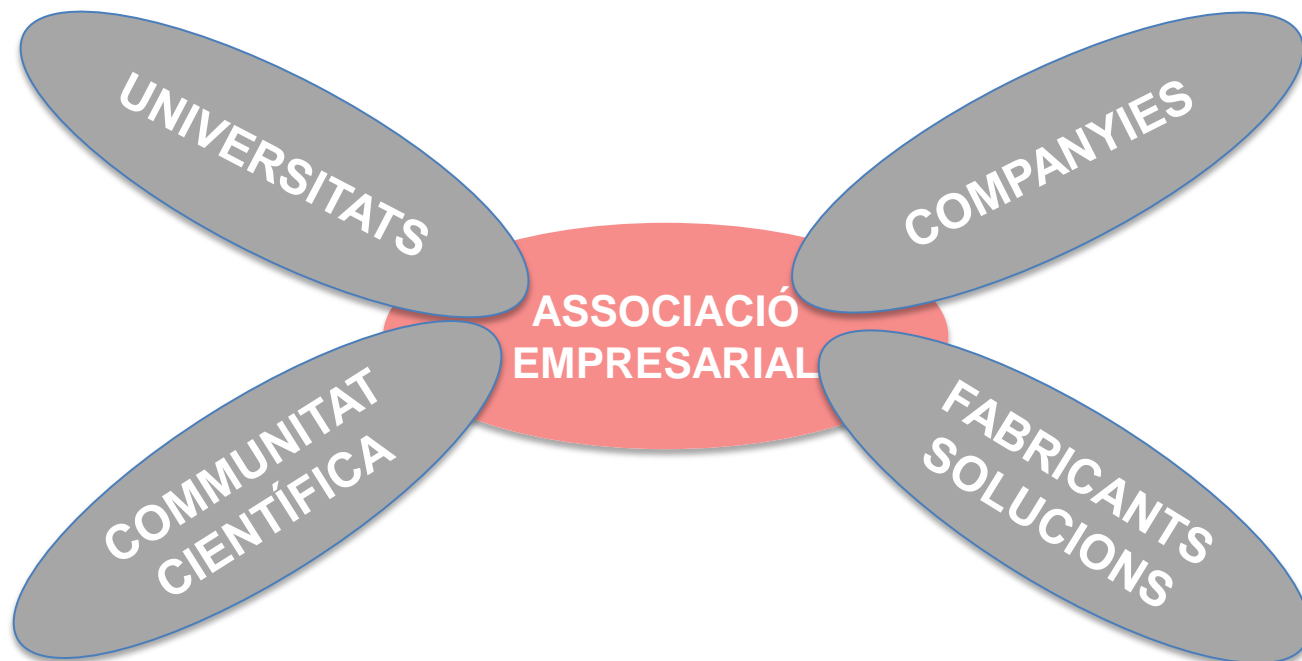 UNIVERSITATS
COMPANYIES
ASSOCIACIÓ
EMPRESARIAL
COMMUNITAT
CIENTÍFICA
FABRICANTS
SOLUCIONS